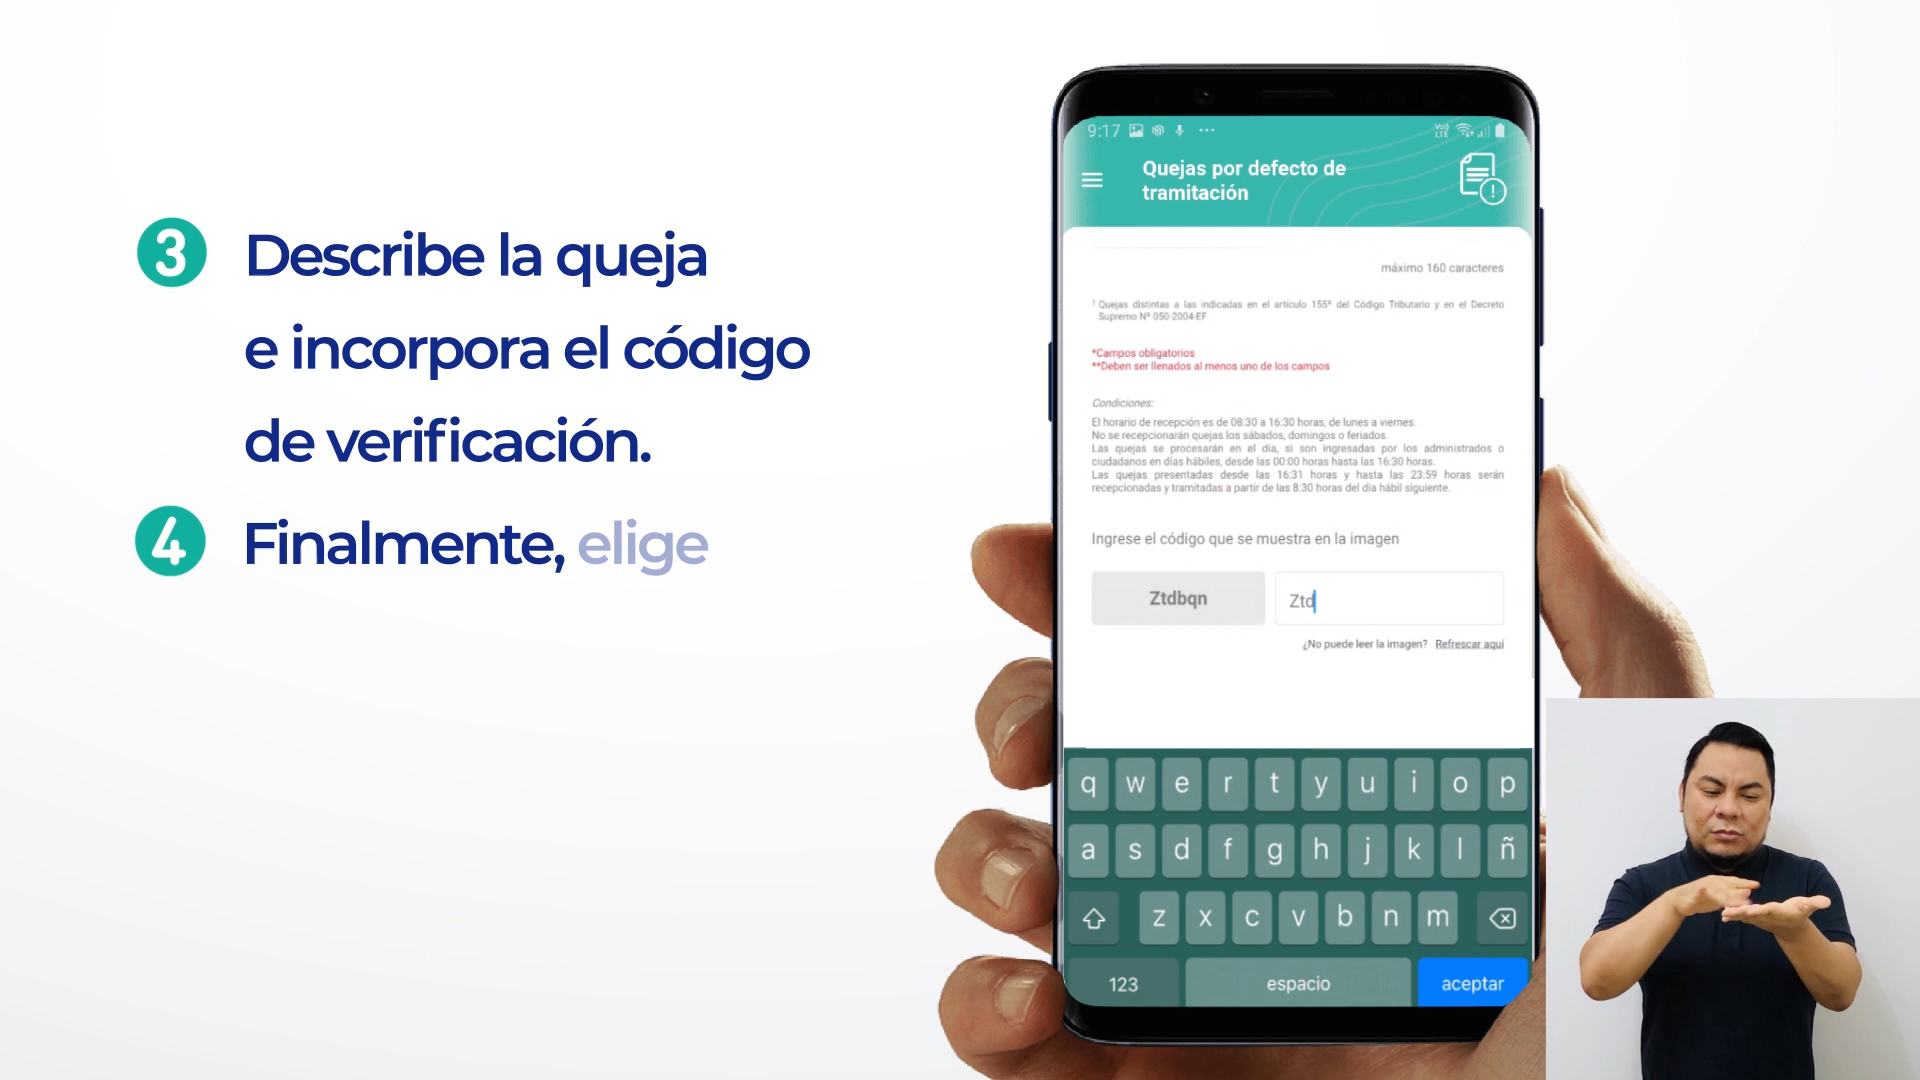 3 Describe la queja
e incorpora el código
de verificación.
4 Finalmente, elige
9:17
Quejas por defecto de
tramitación
máximo 160 caracteres
¹ Quejas distintas a las indicadas en el artículo 155º del Código Tributario y en el Decreto
Supremo Nº 050-2004-EF
*Campos obligatorios
**Deben ser llenados al menos uno de los campos
Condiciones:
El horario de recepción es de 08:30 a 16:30 horas, de lunes a viernes.
No se recepcionarán quejas los sábados, domingos o feriados.
Las quejas se procesarán en el día, si son ingresadas por los administrados o
ciudadanos en días hábiles, desde las 00:00 horas hasta las 16:30 horas.
Las quejas presentadas desde las 16:31 horas y hasta las 23:59 horas serán
recepcionadas y tramitadas a partir de las 8:30 horas del día hábil siguiente.
Ingrese el código que se muestra en la imagen
Ztdbqn Ztd
¿No puede leer la imagen? Refrescar aquí
q w e r t y u i o p
a s d f g h j k l ñ
z x c v b n m
123 espacio aceptar